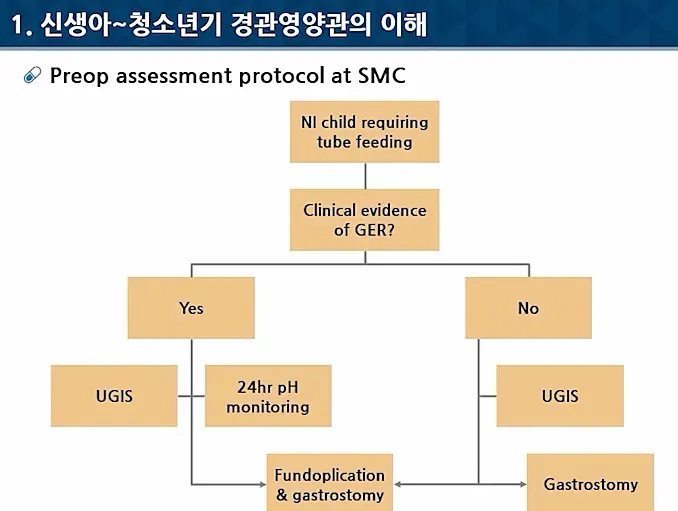 1. 신생아~청소년기 경관영양관의 이해
Preop assessment protocol at SMC
NI child requiring
tube feeding
Clinical evidence
of GER?
Yes
No
UGIS
24hr pH
monitoring
UGIS
Fundoplication
& gastrostomy
Gastrostomy